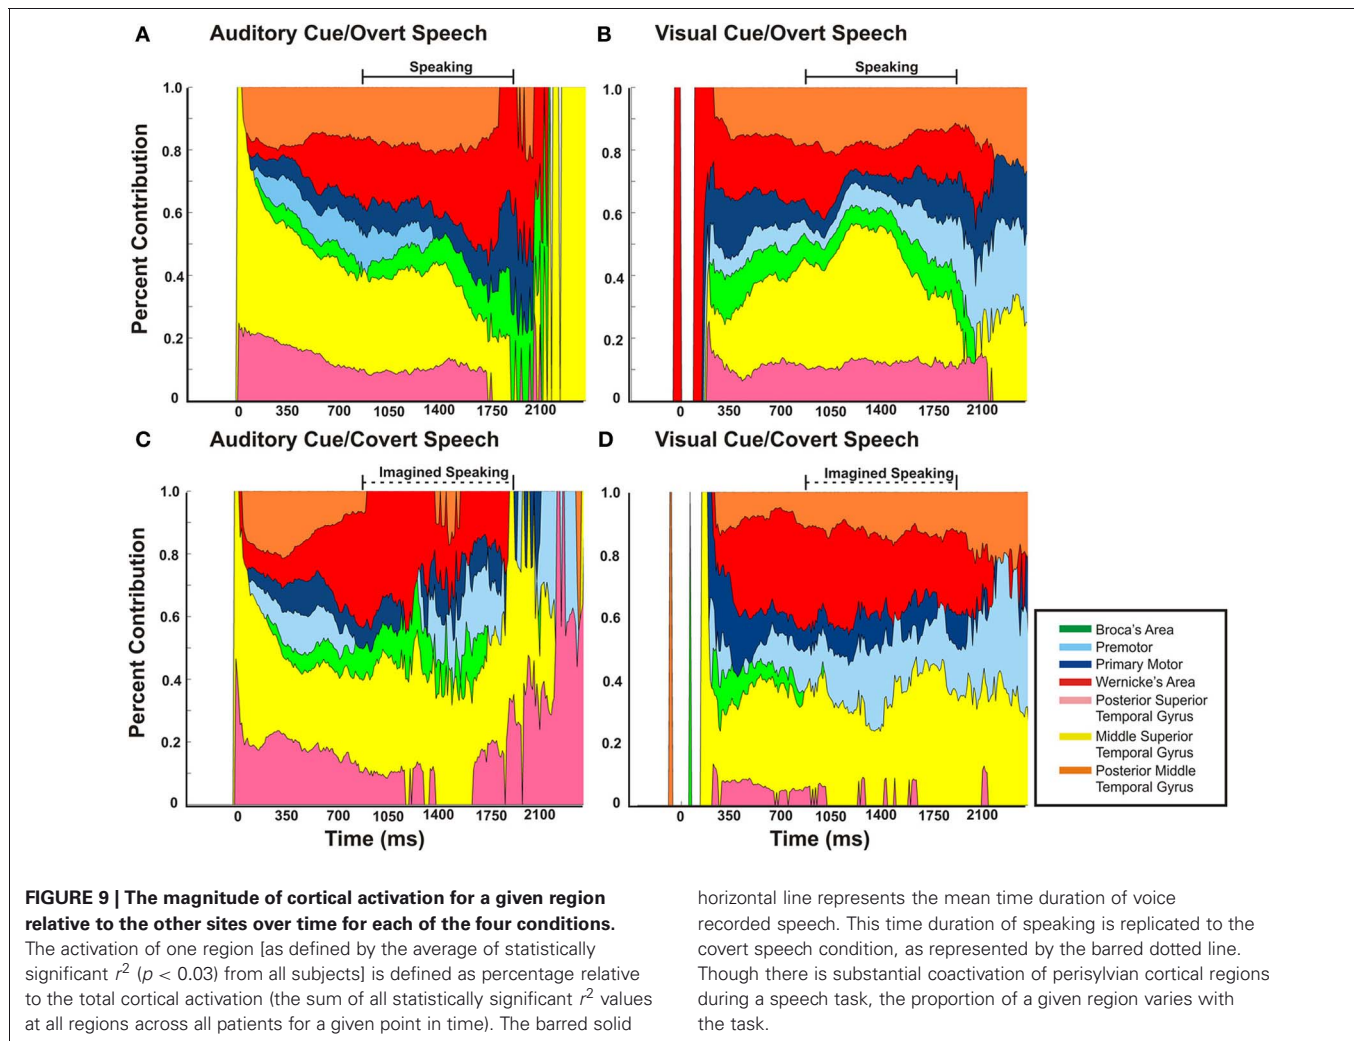 A Auditory Cue/Overt Speech
Speaking
Percent Contribution
1.0
0.8
0.6
0.4
0.2
0
0 350 700 1050 1400 1750 2100
B Visual Cue/Overt Speech
Speaking
1.0
0.8
0.6
0.4
0.2
0
0 350 700 1050 1400 1750 2100
C Auditory Cue/Covert Speech
Imagined Speaking
Percent Contribution
1.0
0.8
0.6
0.4
0.2
0
0 350 700 1050 1400 1750 2100
Time (ms)
D Visual Cue/Covert Speech
Imagined Speaking
1.0
0.8
0.6
0.4
0.2
0
0 350 700 1050 1400 1750 2100
Time (ms)
Broca's Area
Premotor
Primary Motor
Wernicke's Area
Posterior Superior
Temporal Gyrus
Middle Superior
Temporal Gyrus
Posterior Middle
Temporal Gyrus
FIGURE 9 | The magnitude of cortical activation for a given region
relative to the other sites over time for each of the four conditions.
The activation of one region [as defined by the average of statistically
significant r² (p < 0.03) from all subjects] is defined as percentage relative
to the total cortical activation (the sum of all statistically significant r² values
at all regions across all patients for a given point in time). The barred solid
horizontal line represents the mean time duration of voice
recorded speech. This time duration of speaking is replicated to the
covert speech condition, as represented by the barred dotted line.
Though there is substantial coactivation of perisylvian cortical regions
during a speech task, the proportion of a given region varies with
the task.